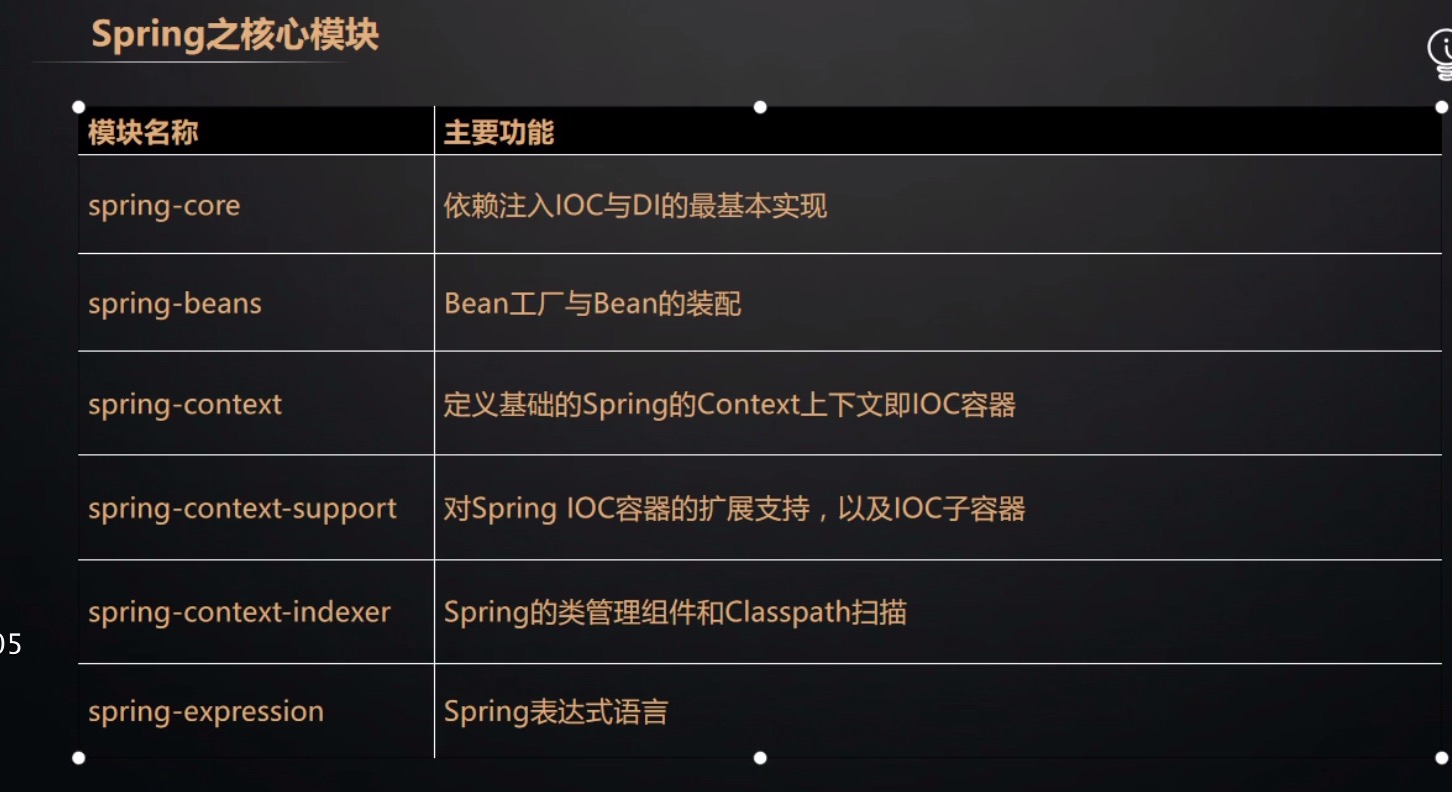 Spring之核心模块
模块名称 主要功能
spring-core 依赖注入IOC与DI的最基本实现
spring-beans Bean工厂与Bean的装配
spring-context 定义基础的Spring的Context上下文即IOC容器
spring-context-support 对Spring IOC容器的扩展支持，以及IOC子容器
spring-context-indexer Spring的类管理组件和Classpath扫描
05
spring-expression Spring表达式语言